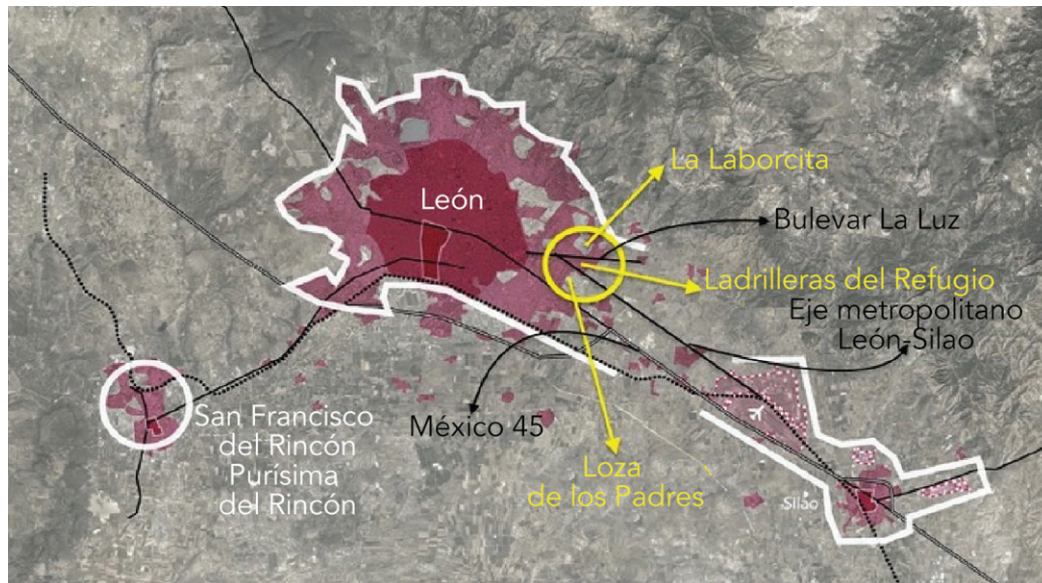 La Laborcita
León
Bulevar La Luz
Ladrilleras del Refugio
Eje metropolitano
León-Silao
San Francisco
del Rincón
Purísima
del Rincón
México 45
Loza
de los Padres
Silao